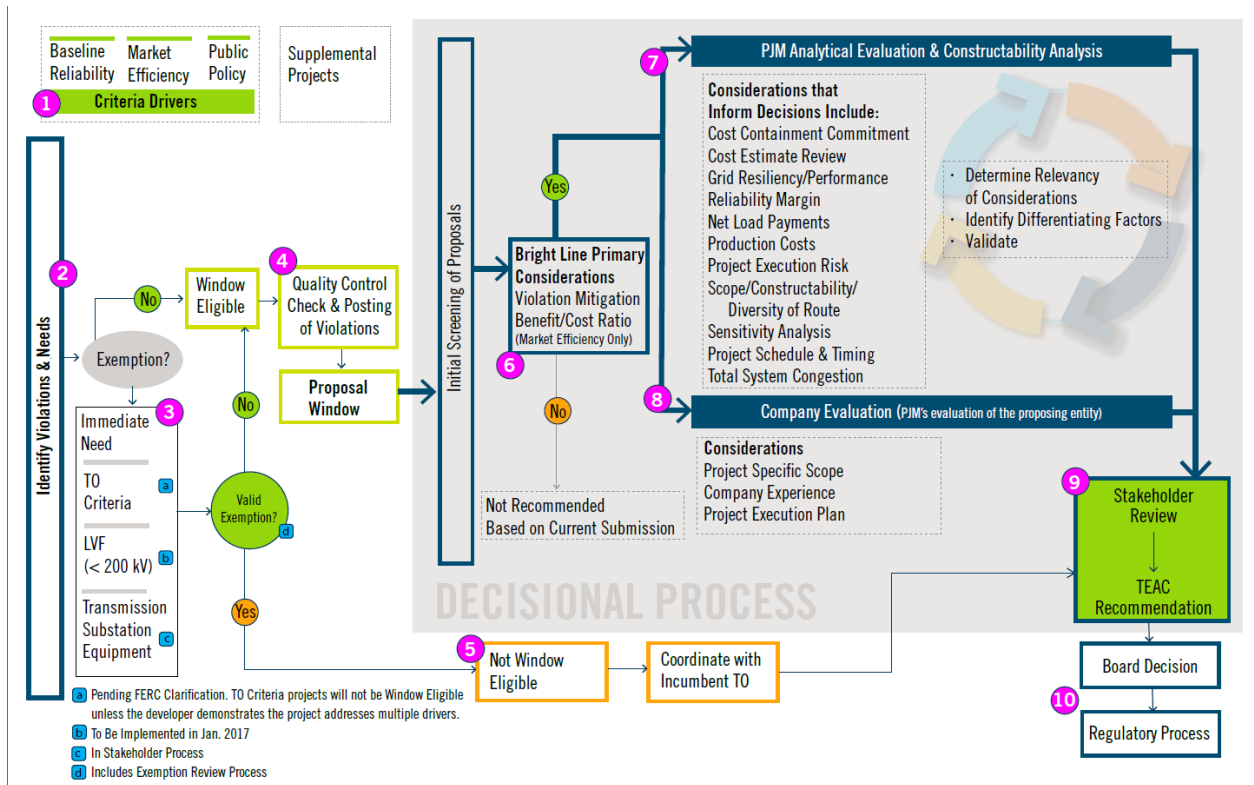 Baseline
Reliability
Market
Efficiency
Public
Policy
1
Criteria Drivers
Supplemental
Projects
Identify Violations & Needs
2
Exemption?
No
Window
Eligible
4
Quality Control
Check & Posting
of Violations
Proposal
Window
3
Immediate
Need
TO
Criteria
a
LVF
(< 200 kV)
b
Transmission
Substation
Equipment
c
No
Valid
Exemption?
d
Yes
Initial Screening of Proposals
Yes
Bright Line Primary
Considerations
Violation Mitigation
Benefit/Cost Ratio
(Market Efficiency Only)
6
No
Not Recommended
Based on Current Submission
7
PJM Analytical Evaluation & Constructability Analysis
Considerations that
Inform Decisions Include:
Cost Containment Commitment
Cost Estimate Review
Grid Resiliency/Performance
Reliability Margin
Net Load Payments
Production Costs
Project Execution Risk
Scope/Constructability/
Diversity of Route
Sensitivity Analysis
Project Schedule & Timing
Total System Congestion
· Determine Relevancy
of Considerations
· Identify Differentiating Factors
· Validate
8
Company Evaluation (PJM's evaluation of the proposing entity)
Considerations
Project Specific Scope
Company Experience
Project Execution Plan
DECISIONAL PROCESS
9
Stakeholder
Review
TEAC
Recommendation
5
Not Window
Eligible
Coordinate with
Incumbent TO
Board Decision
10
Regulatory Process
a Pending FERC Clarification. TO Criteria projects will not be Window Eligible
unless the developer demonstrates the project addresses multiple drivers.
b To Be Implemented in Jan. 2017
c In Stakeholder Process
d Includes Exemption Review Process